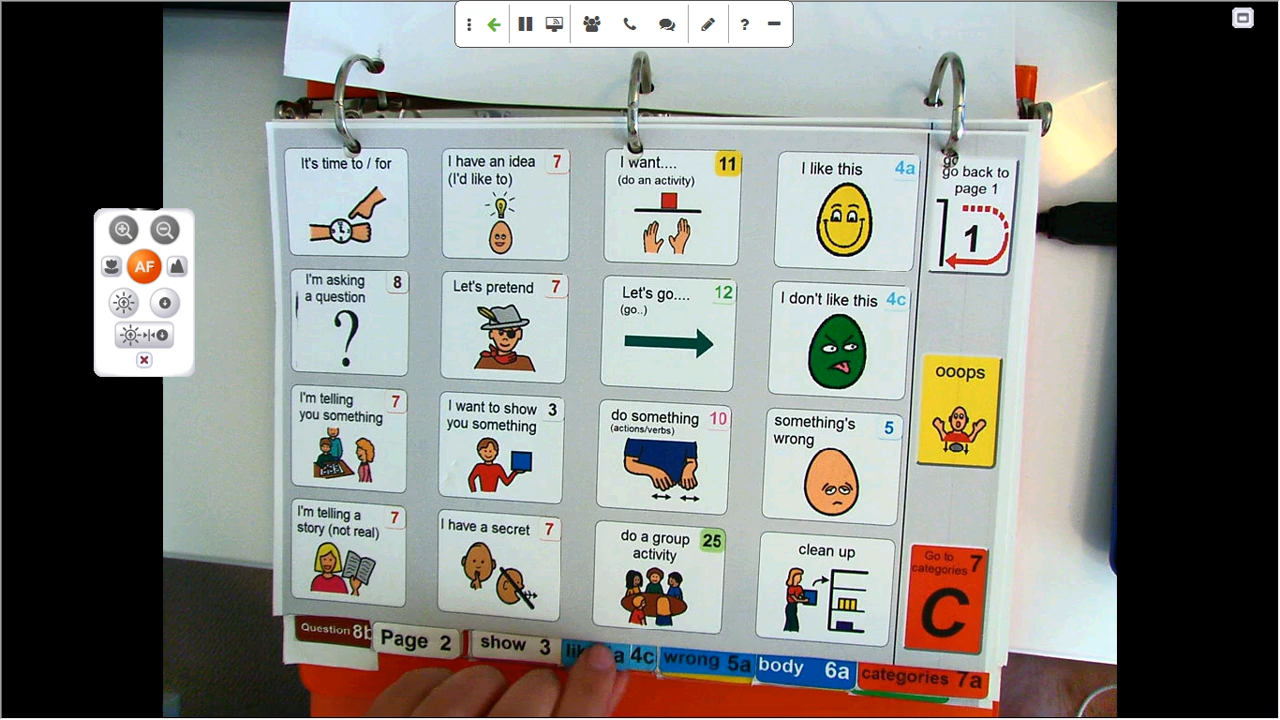 ?
AF
It's time to / for
I have an idea 7
(I'd like to)
I want.... 11
(do an activity)
I like this 4a
go
go back to
page 1
1
I'm asking 8
a question
?
Let's pretend 7
Let's go.... 12
(go..)
I don't like this 4c
ooops
I'm telling 7
you something
I want to show 3
you something
do something 10
(actions/verbs)
something's 5
wrong
I'm telling a 7
story (not real)
I have a secret 7
do a group 25
activity
clean up
Go to
categories 7
C
Question 8b
Page 2
show 3
4c
wrong 5a
body 6a
categories 7a